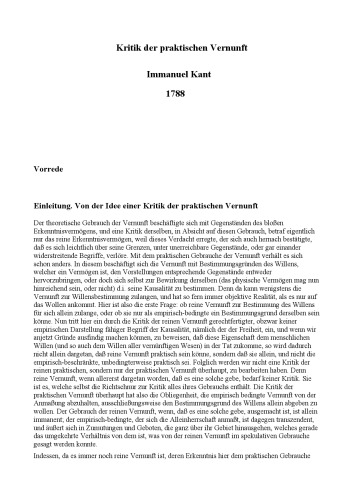 Kritik der praktischen Vernunft
Immanuel Kant
1788
Vorrede
Einleitung. Von der Idee einer Kritik der praktischen Vernunft
Der theoretische Gebrauch der Vernunft beschäftigte sich mit Gegenständen des bloßen
Erkenntnisvermögens, und eine Kritik derselben, in Absicht auf diesen Gebrauch, betraf eigentlich
nur das reine Erkenntnisvermögen, weil dieses Verdacht erregte, der sich auch hernach bestätigte,
daß es sich leichtlich über seine Grenzen, unter unerreichbare Gegenstände, oder gar einander
widerstreitende Begriffe, verlöre. Mit dem praktischen Gebrauche der Vernunft verhält es sich
schon anders. In diesem beschäftigt sich die Vernunft mit Bestimmungsgründen des Willens,
welcher ein Vermögen ist, den Vorstellungen entsprechende Gegenstände entweder
hervorzubringen, oder doch sich selbst zur Bewirkung derselben (das physische Vermögen mag nun
hinreichend sein, oder nicht) d.i. seine Kausalität zu bestimmen. Denn da kann wenigstens die
Vernunft zur Willensbestimmung zulangen, und hat so fern immer objektive Realität, als es nur auf
das Wollen ankommt. Hier ist also die erste Frage: ob reine Vernunft zur Bestimmung des Willens
für sich allein zulange, oder ob sie nur als empirisch-bedingte ein Bestimmungsgrund derselben sein
könne. Nun tritt hier ein durch die Kritik der reinen Vernunft gerechtfertigter, obzwar keiner
empirischen Darstellung fähiger Begriff der Kausalität, nämlich der der Freiheit, ein, und wenn wir
anjetzt Gründe ausfindig machen können, zu beweisen, daß diese Eigenschaft dem menschlichen
Willen (und so auch dem Willen aller vernünftigen Wesen) in der Tat zukomme, so wird dadurch
nicht allein dargetan, daß reine Vernunft praktisch sein könne, sondern daß sie allein, und nicht die
empirisch-beschränkte, unbedingterweise praktisch sei. Folglich werden wir nicht eine Kritik der
reinen praktischen, sondern nur der praktischen Vernunft überhaupt, zu bearbeiten haben. Denn
reine Vernunft, wenn allererst dargetan worden, daß es eine solche gebe, bedarf keiner Kritik. Sie
ist es, welche selbst die Richtschnur zur Kritik alles ihres Gebrauchs enthält. Die Kritik der
praktischen Vernunft überhaupt hat also die Obliegenheit, die empirisch bedingte Vernunft von der
Anmaßung abzuhalten, ausschließungsweise den Bestimmungsgrund des Willens allein abgeben zu
wollen. Der Gebrauch der reinen Vernunft, wenn, daß es eine solche gebe, ausgemacht ist, ist allein
immanent, der empirisch-bedingte, der sich die Alleinherrschaft anmaßt, ist dagegen transzendent,
und äußert sich in Zumutungen und Geboten, die ganz über ihr Gebiet hinausgehen, welches gerade
das umgekehrte Verhältnis von dem ist, was von der reinen Vernunft im spekulativen Gebrauche
gesagt werden konnte.
Indessen, da es immer noch reine Vernunft ist, deren Erkenntnis hier dem praktischen Gebrauche